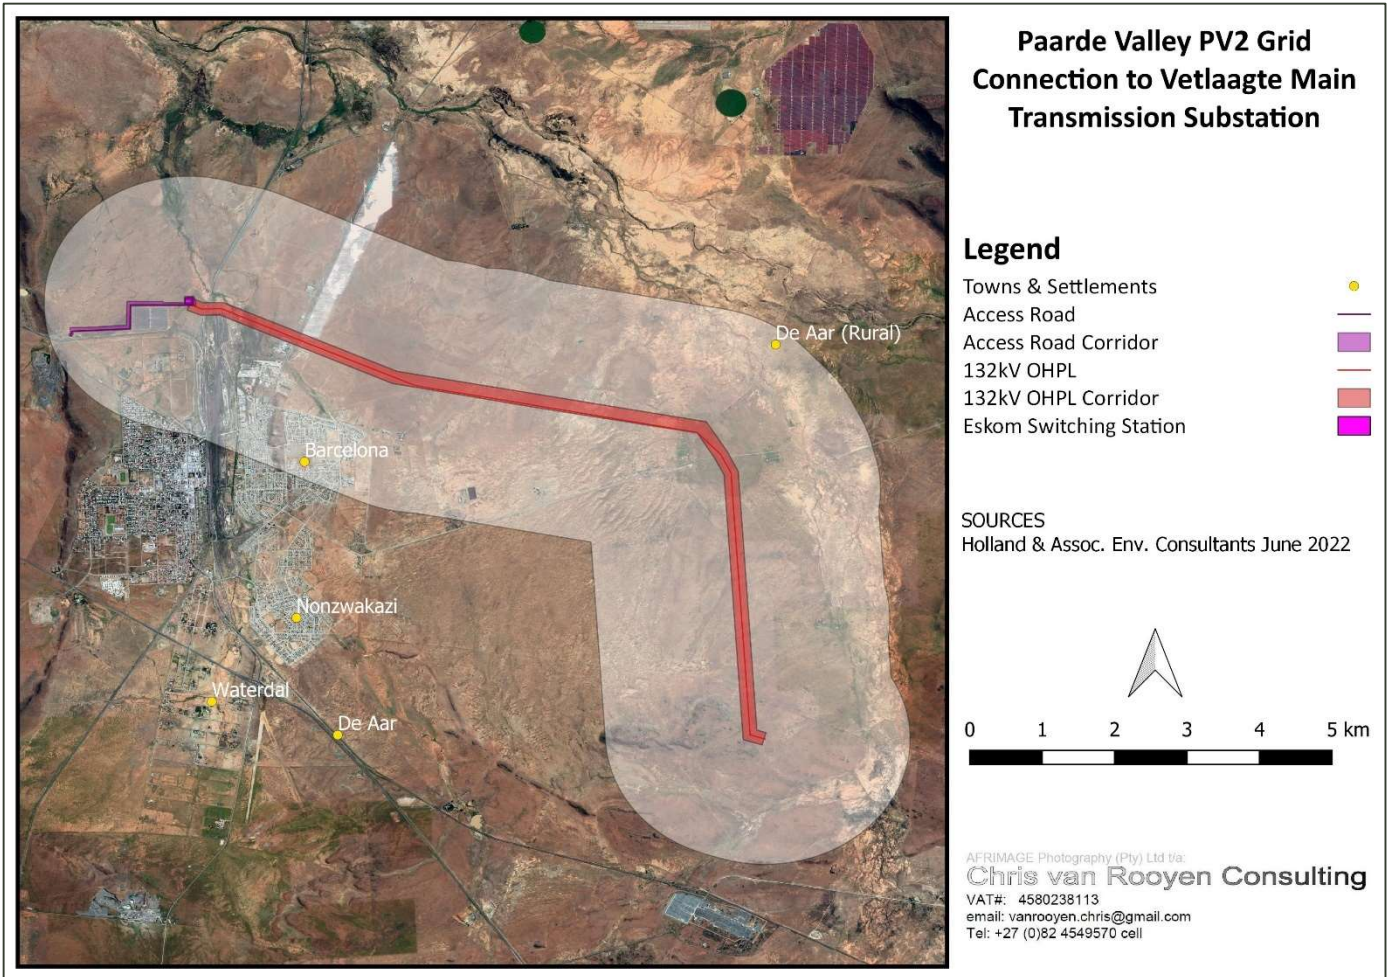 Paarde Valley PV2 Grid
Connection to Vetlaagte Main
Transmission Substation
Legend
Towns & Settlements
Access Road
Access Road Corridor
132kV OHPL
132kV OHPL Corridor
Eskom Switching Station
SOURCES
Holland & Assoc. Env. Consultants June 2022
0 1 2 3 4 5 km
AFRIMAGE Photography (Pty) Ltd t/a:
Chris van Rooyen Consulting
VAT#: 4580238113
email: vanrooyen.chris@gmail.com
Tel: +27 (0)82 4549570 cell
De Aar (Rural)
Barcelona
Nonzwakazi
Waterdal
De Aar